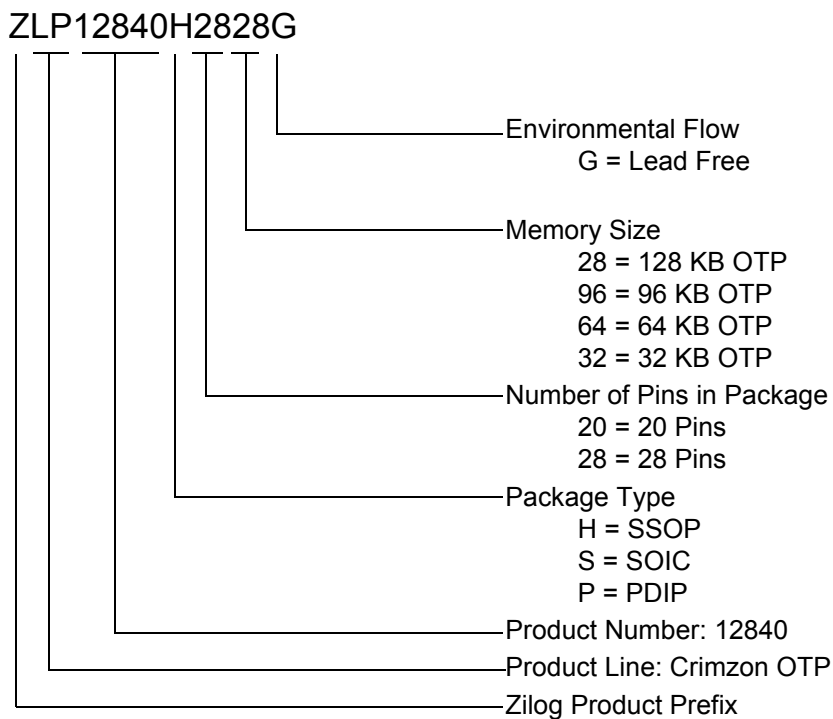 ZLP12840H2828G
Environmental Flow
G = Lead Free
Memory Size
28 = 128 KB OTP
96 = 96 KB OTP
64 = 64 KB OTP
32 = 32 KB OTP
Number of Pins in Package
20 = 20 Pins
28 = 28 Pins
Package Type
H = SSOP
S = SOIC
P = PDIP
Product Number: 12840
Product Line: Crimzon OTP
Zilog Product Prefix